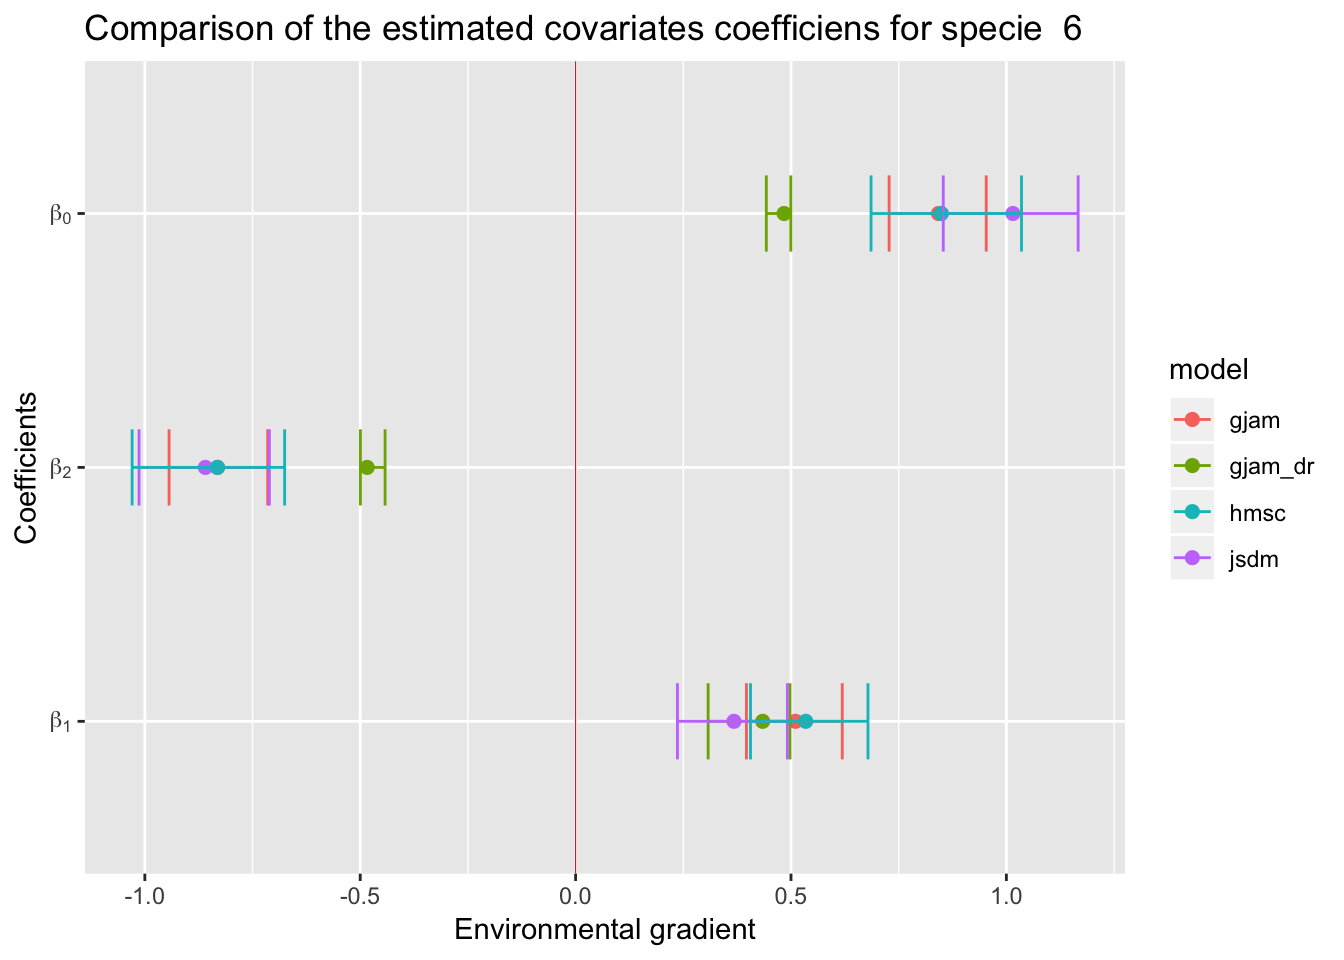 Comparison of the estimated covariates coefficiens for specie  6
Coefficients
β₀
β₂
β₁
-1.0 -0.5 0.0 0.5 1.0
Environmental gradient
model
gjam
gjam_dr
hmsc
jsdm